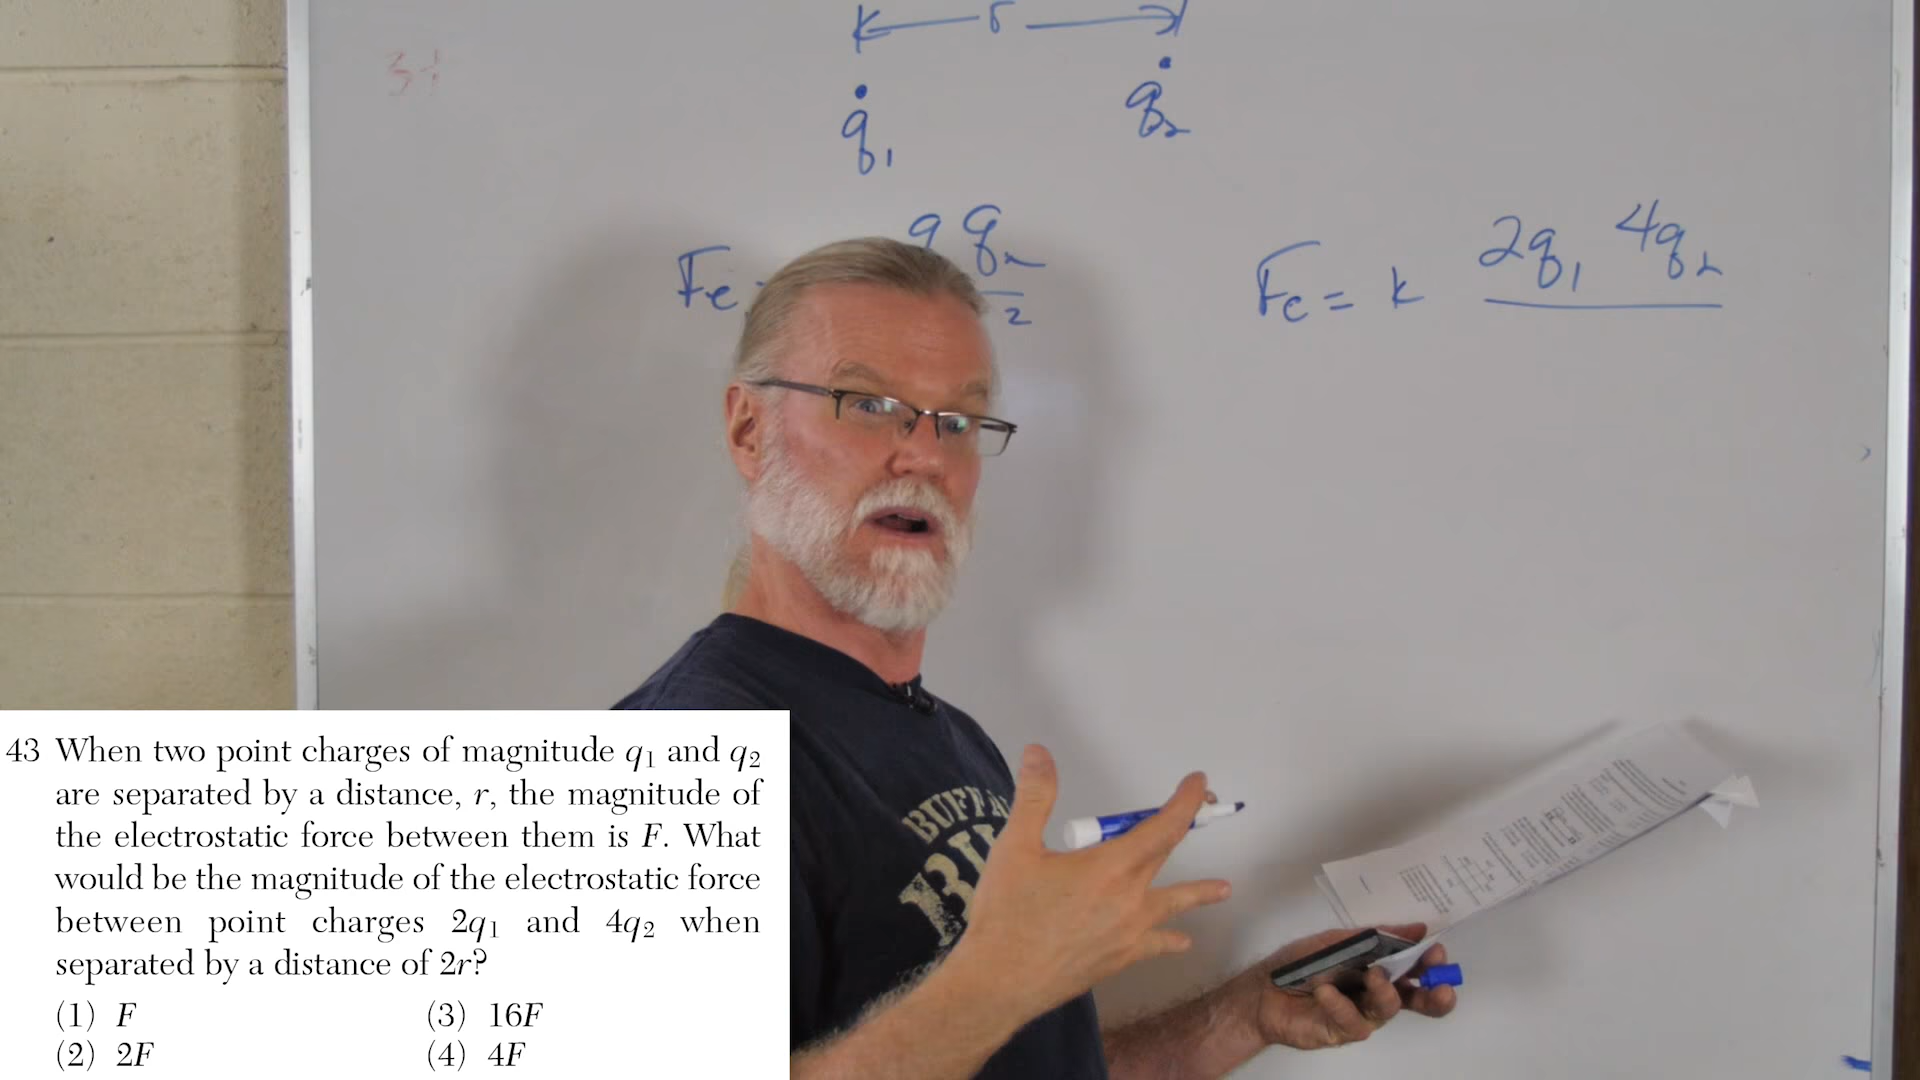 r
q₁
q₂
Fe
q q₂
2
Fe = k 2q₁ 4q₂
43 When two point charges of magnitude q₁ and q₂
are separated by a distance, r, the magnitude of
the electrostatic force between them is F. What
would be the magnitude of the electrostatic force
between point charges 2q₁ and 4q₂ when
separated by a distance of 2r?
(1) F
(3) 16F
(2) 2F
(4) 4F